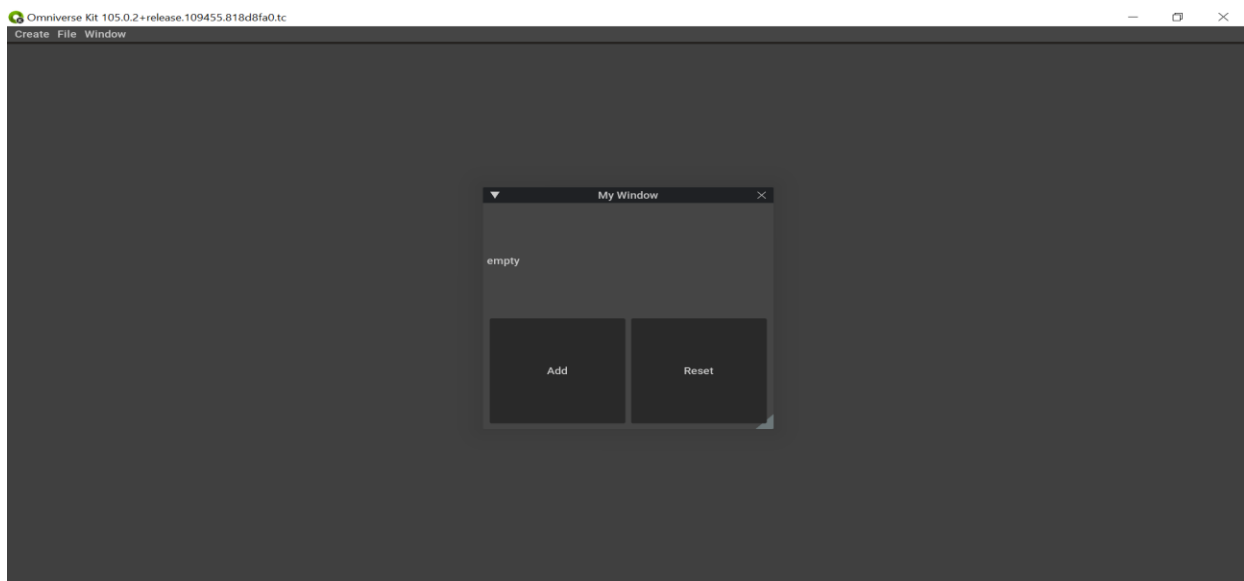 Omniverse Kit 105.0.2+release.109455.818d8fa0.tc
Create File Window
My Window
empty
Add Reset